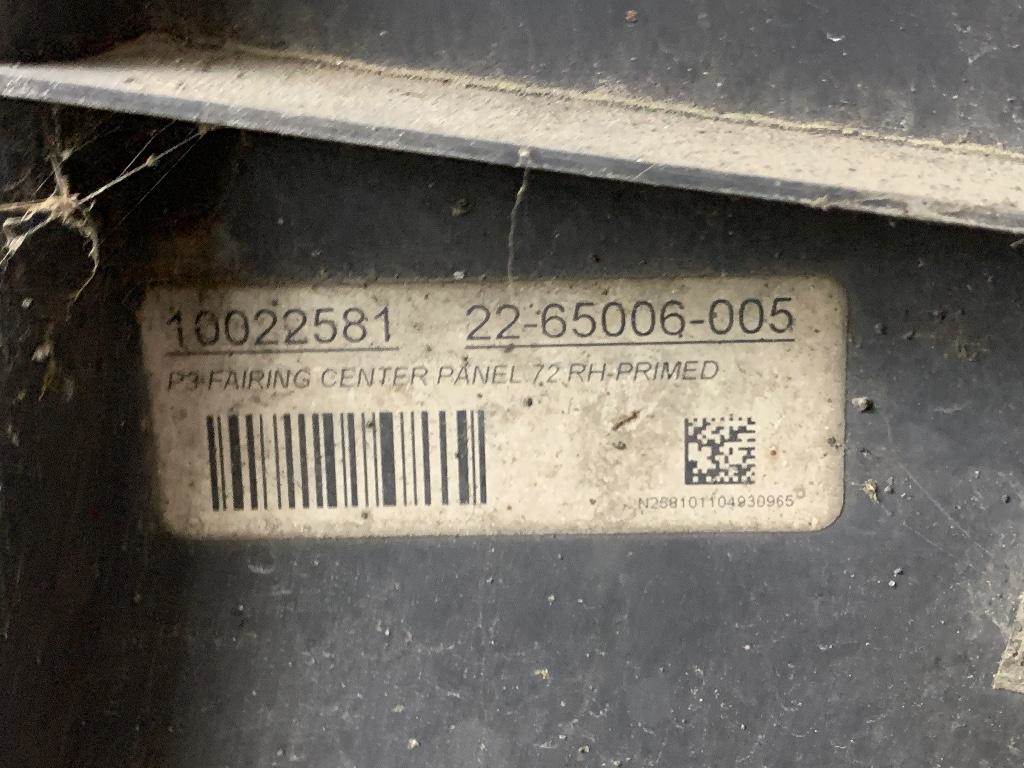 10022581 22-65006-005
P3-FAIRING CENTER PANEL 72 RH-PRIMED
N258101104930965